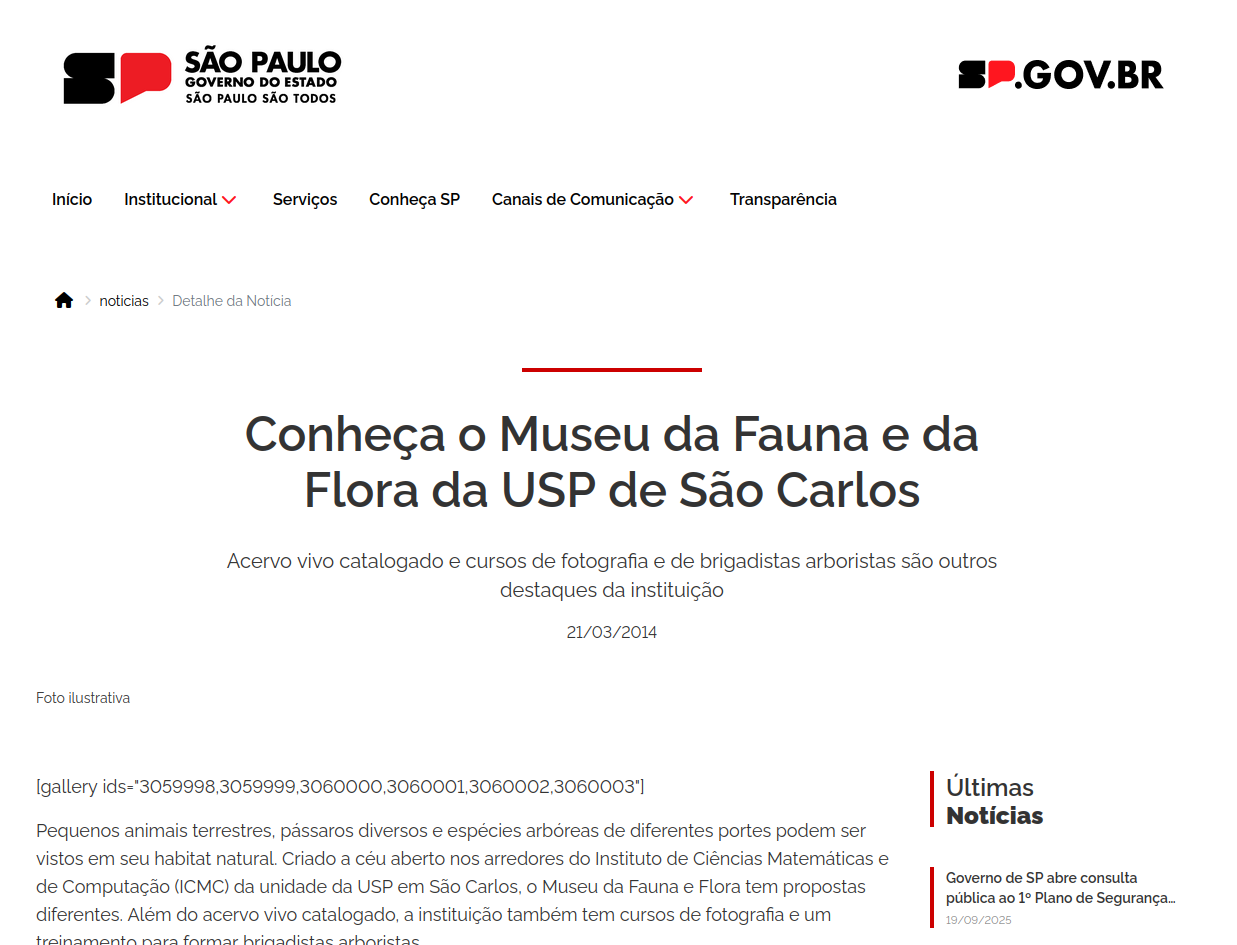 SÃO PAULO
GOVERNO DO ESTADO
SÃO PAULO SÃO TODOS
SP.GOV.BR
Início Institucional Serviços Conheça SP Canais de Comunicação Transparência
noticias Detalhe da Notícia
Conheça o Museu da Fauna e da
Flora da USP de São Carlos
Acervo vivo catalogado e cursos de fotografia e de brigadistas arboristas são outros
destaques da instituição
21/03/2014
Foto ilustrativa
[gallery ids="3059998,3059999,3060000,3060001,3060002,3060003"]
Pequenos animais terrestres, pássaros diversos e espécies arbóreas de diferentes portes podem ser
vistos em seu habitat natural. Criado a céu aberto nos arredores do Instituto de Ciências Matemáticas e
de Computação (ICMC) da unidade da USP em São Carlos, o Museu da Fauna e Flora tem propostas
diferentes. Além do acervo vivo catalogado, a instituição também tem cursos de fotografia e um
treinamento para formar brigadistas arboristas.
Últimas
Notícias
Governo de SP abre consulta
pública ao 1º Plano de Segurança...
19/09/2025